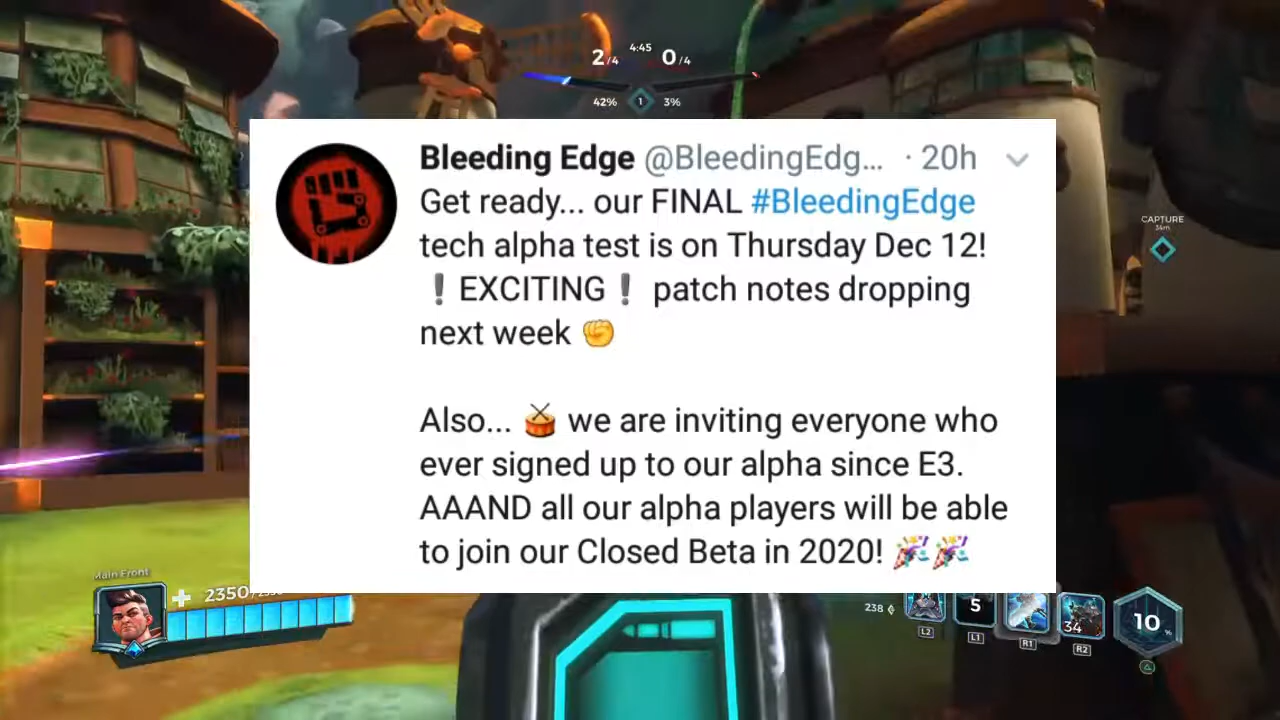 2/4 4:45 0/4
42% 1 3%
Bleeding Edge @BleedingEdg... · 20h
Get ready... our FINAL #BleedingEdge
tech alpha test is on Thursday Dec 12!
❗EXCITING❗ patch notes dropping
next week ✊
Also... 🥁 we are inviting everyone who
ever signed up to our alpha since E3.
AAAND all our alpha players will be able
to join our Closed Beta in 2020! 🎉🎉
CAPTURE
34m
Main Front
2350/
238
5
34
10%
L2 L1 R1 R2